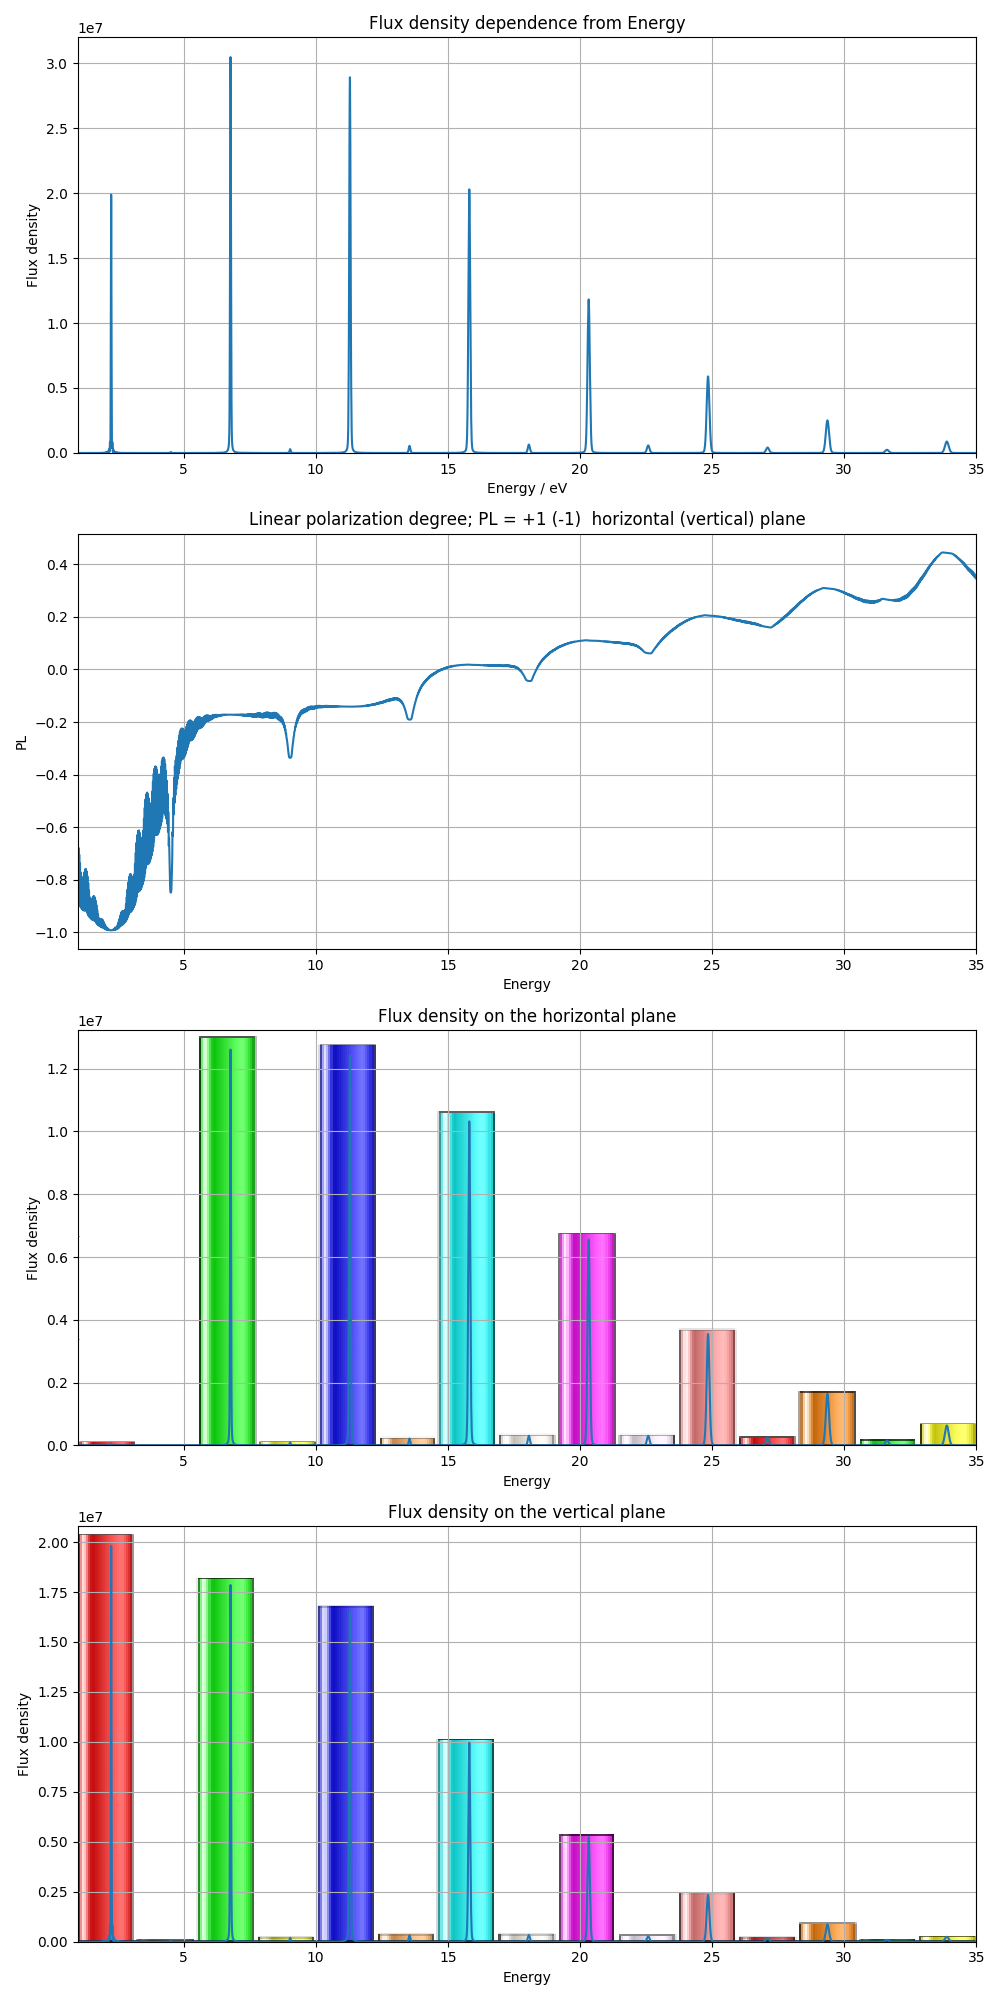 Flux density dependence from Energy
1e7
3.0
2.5
2.0
1.5
1.0
0.5
0.0
Flux density
5 10 15 20 25 30 35
Energy / eV
Linear polarization degree; PL = +1 (-1)  horizontal (vertical) plane
0.4
0.2
0.0
−0.2
−0.4
−0.6
−0.8
−1.0
PL
5 10 15 20 25 30 35
Energy
Flux density on the horizontal plane
1e7
1.2
1.0
0.8
0.6
0.4
0.2
0.0
Flux density
5 10 15 20 25 30 35
Energy
Flux density on the vertical plane
1e7
2.00
1.75
1.50
1.25
1.00
0.75
0.50
0.25
0.00
Flux density
5 10 15 20 25 30 35
Energy